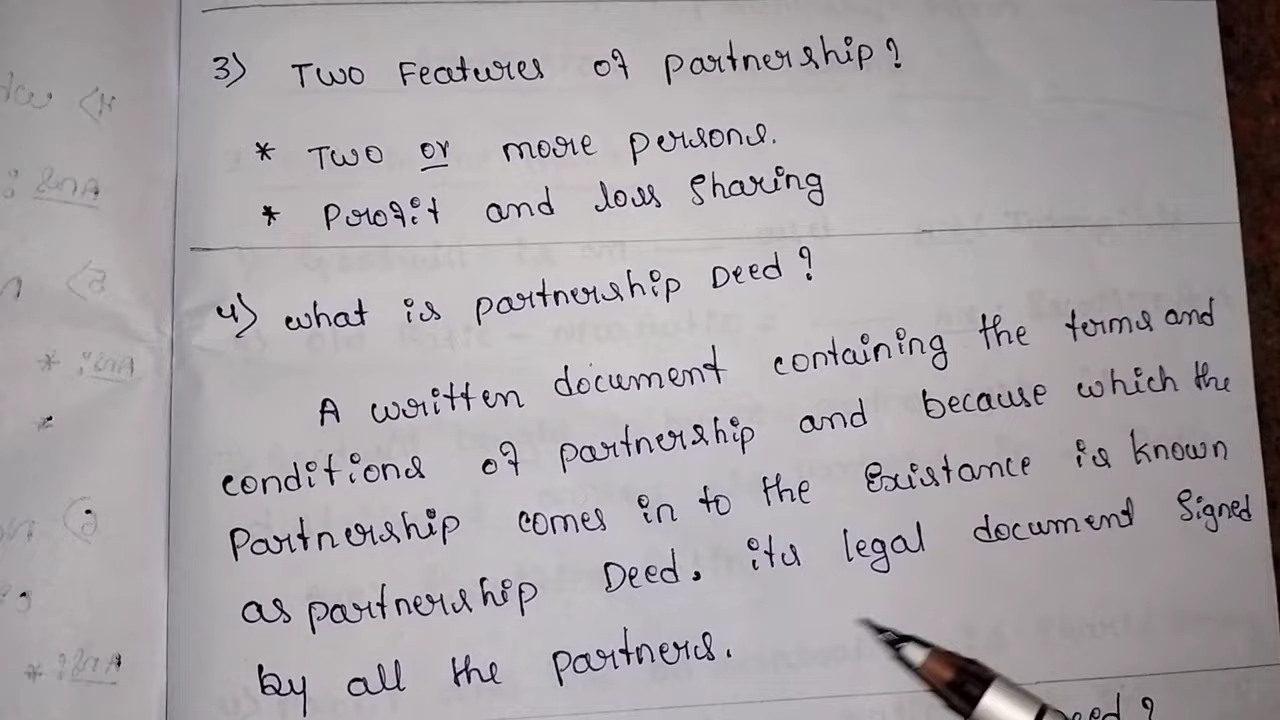 3) Two Features of partnership?
* Two or more persons.
* Profit and loss sharing
4) what is partnership Deed?
A written document containing the terms and
conditions of partnership and because which the
partnership comes in to the Existance is known
as partnership Deed. its legal document signed
by all the partners.
eed?